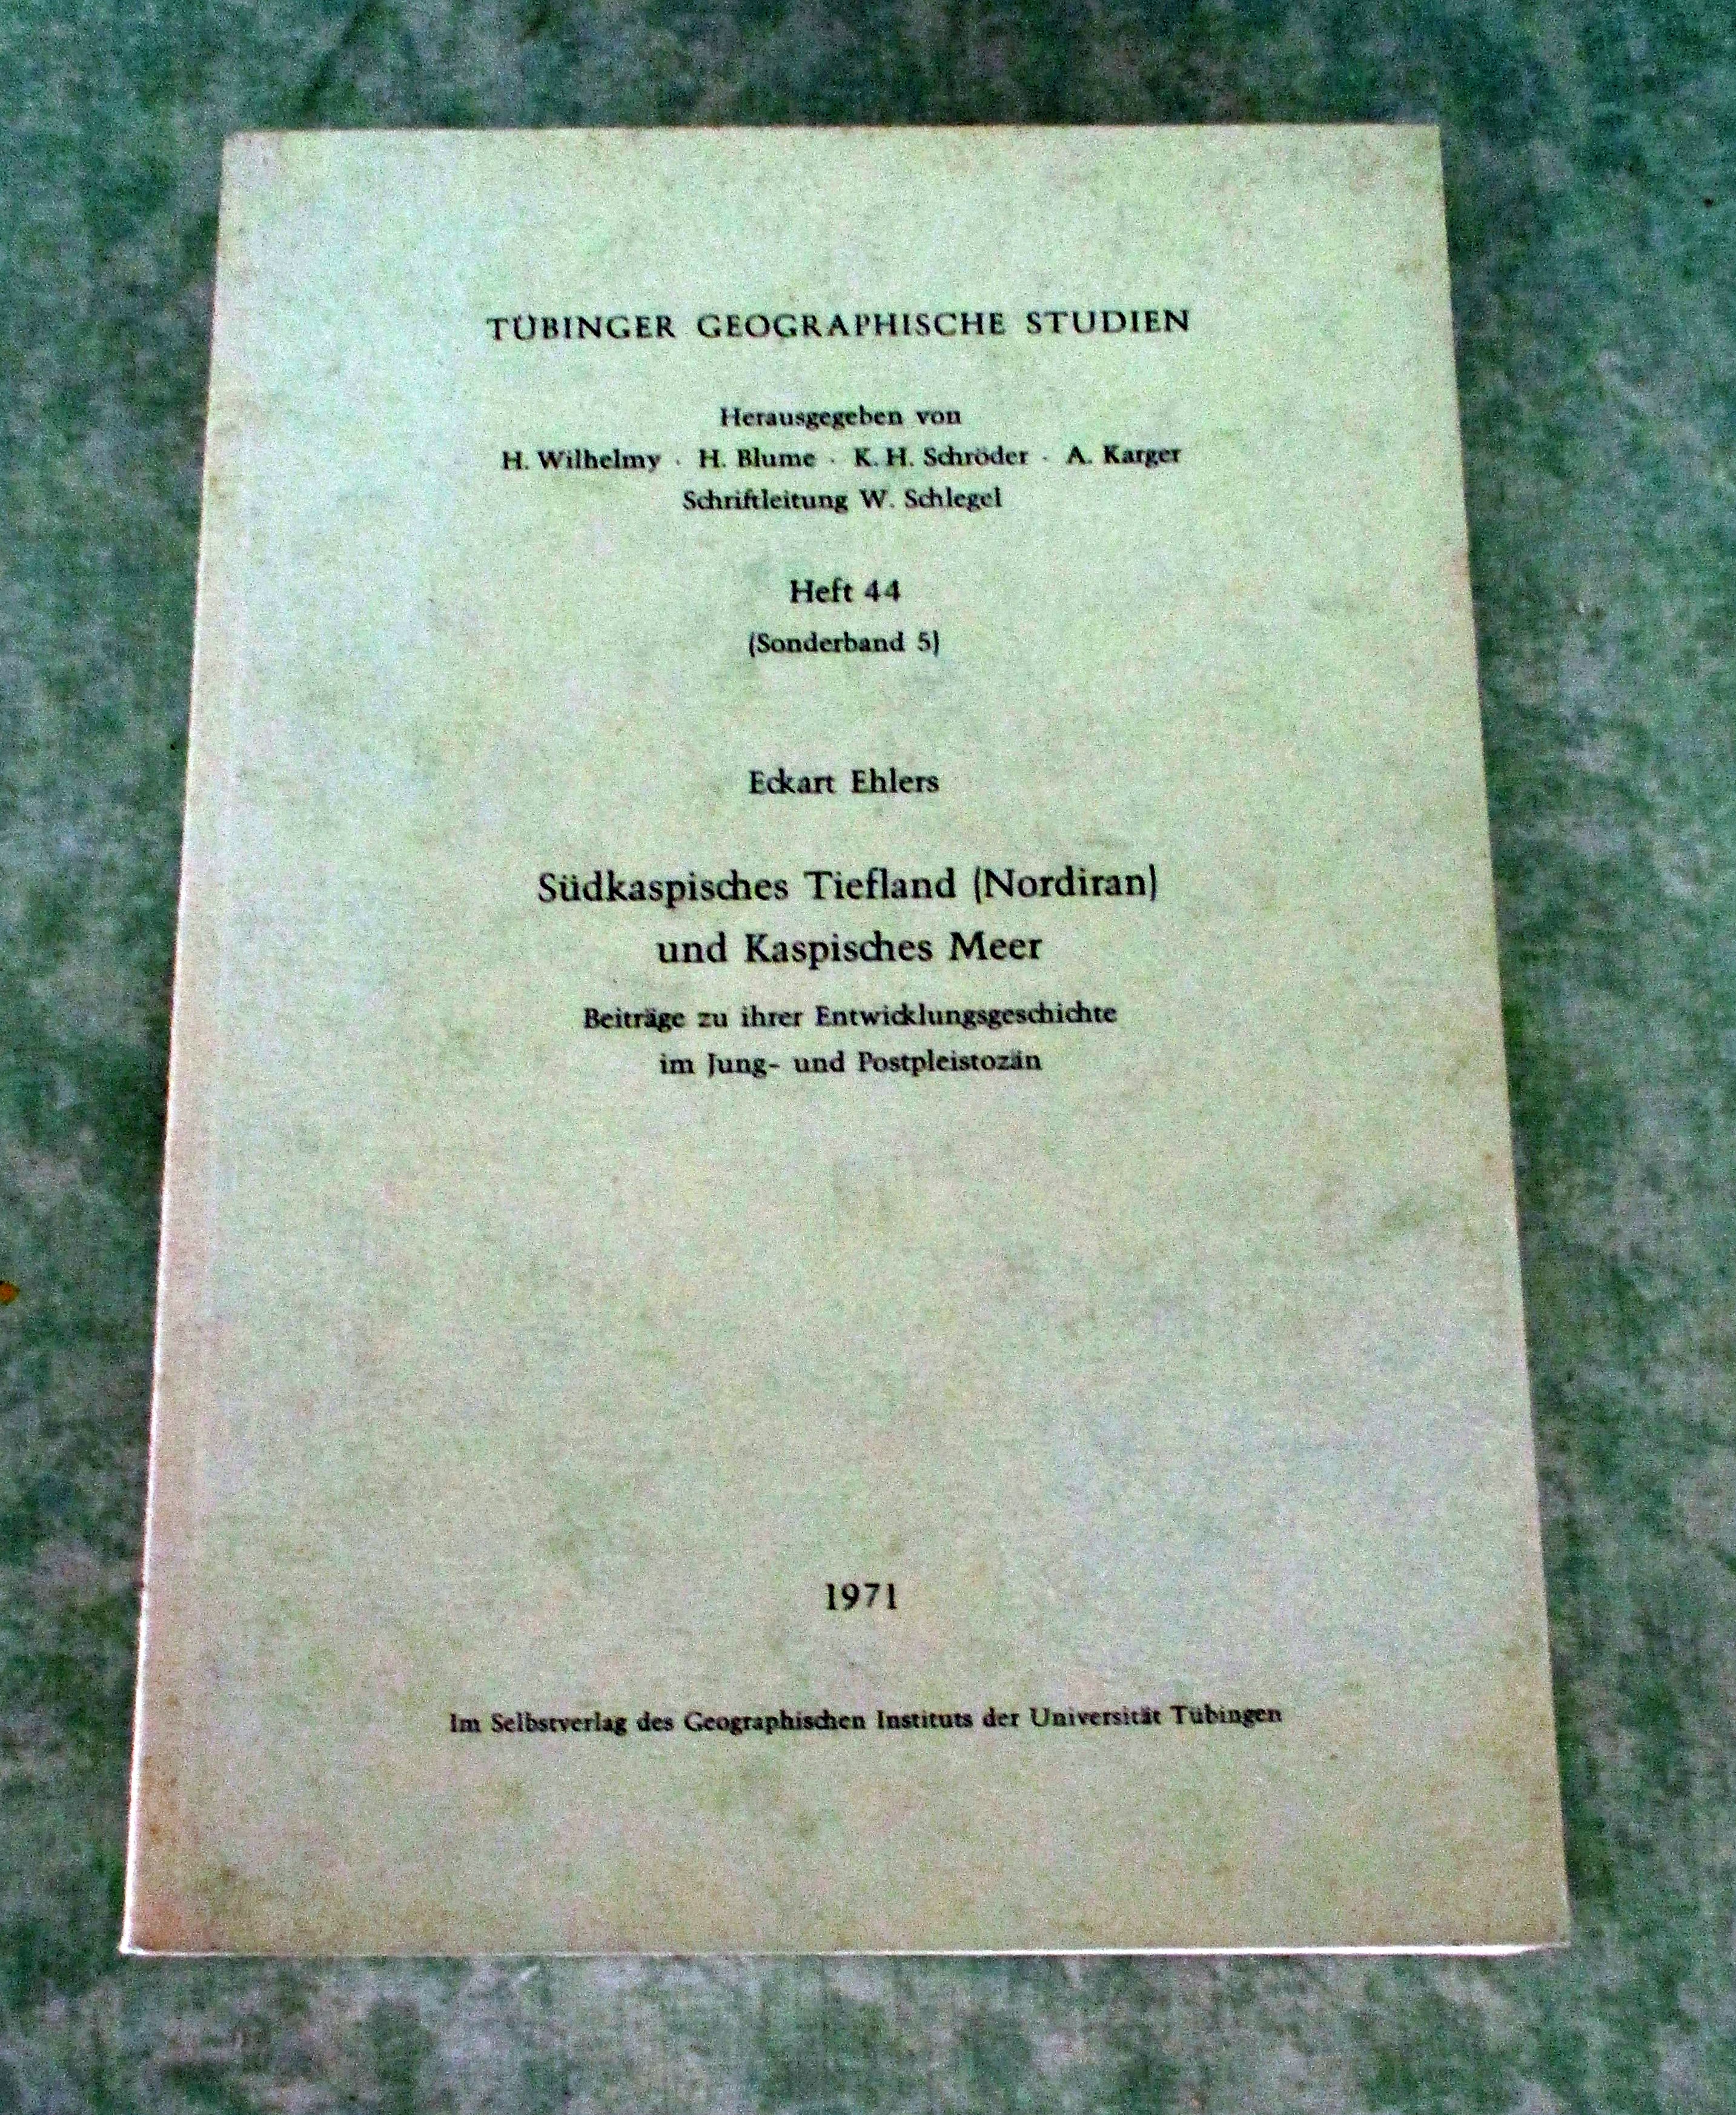 TÜBINGER GEOGRAPHISCHE STUDIEN
Herausgegeben von
H. Wilhelmy · H. Blume · K. H. Schröder · A. Karger
Schriftleitung W. Schlegel
Heft 44
(Sonderband 5)
Eckart Ehlers
Südkaspisches Tiefland (Nordiran)
und Kaspisches Meer
Beiträge zu ihrer Entwicklungsgeschichte
im Jung- und Postpleistozän
1971
Im Selbstverlag des Geographischen Instituts der Universität Tübingen